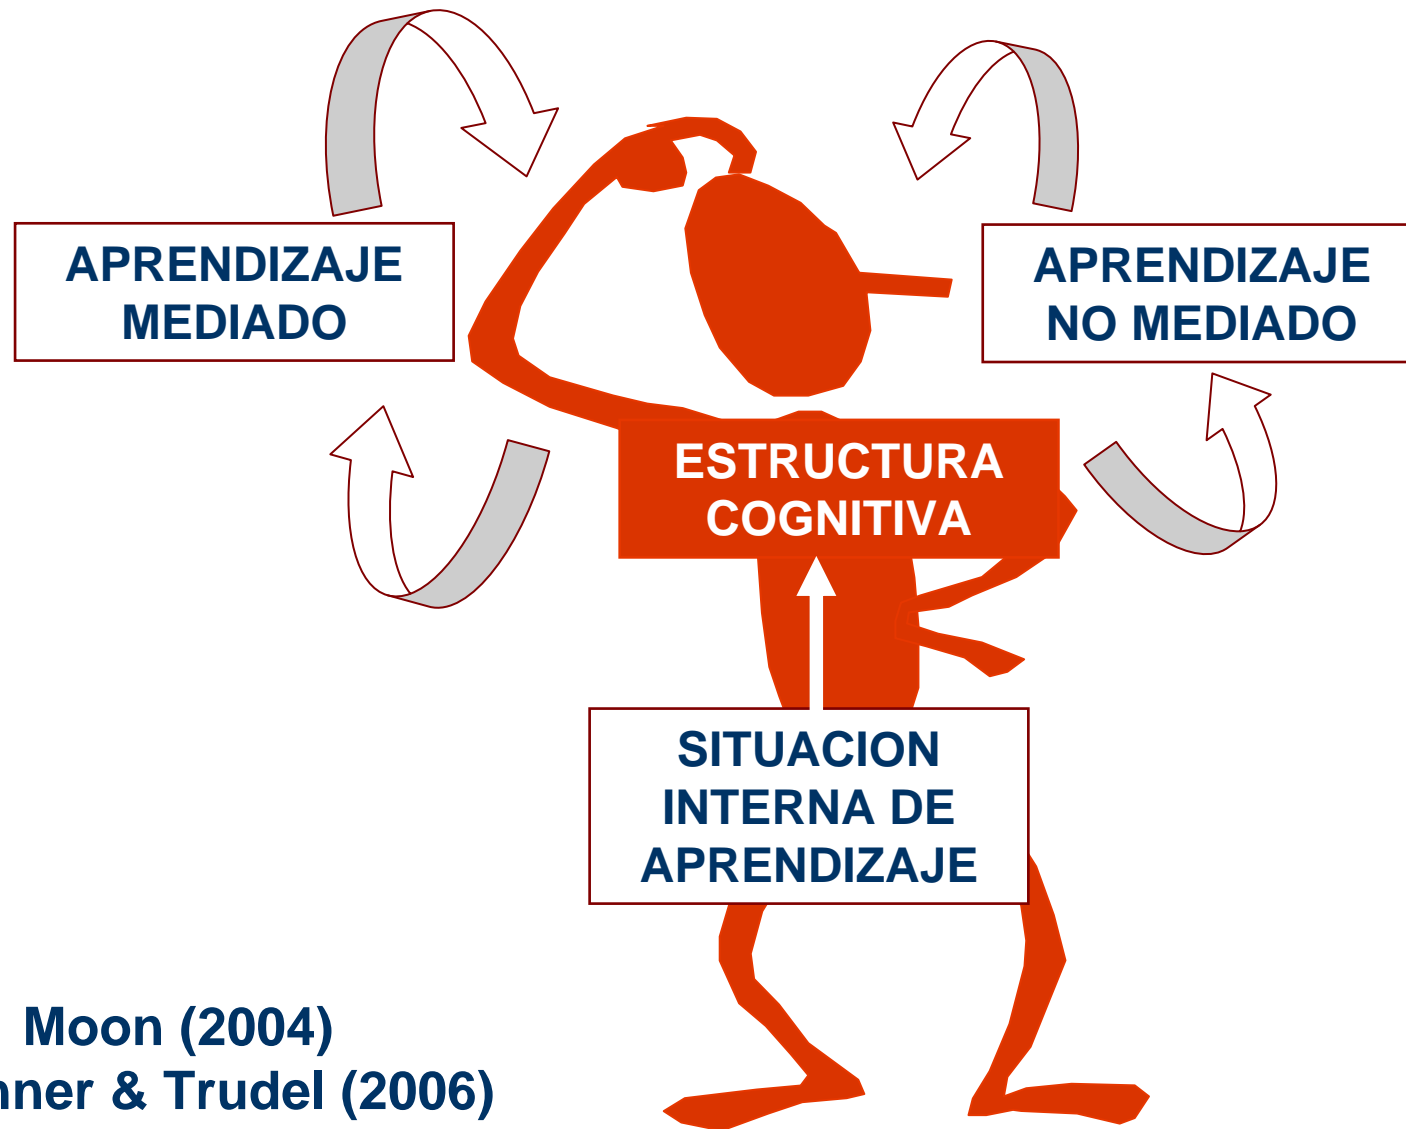 APRENDIZAJE
MEDIADO
APRENDIZAJE
NO MEDIADO
ESTRUCTURA
COGNITIVA
SITUACION
INTERNA DE
APRENDIZAJE
Moon (2004)
& Trudel (2006)